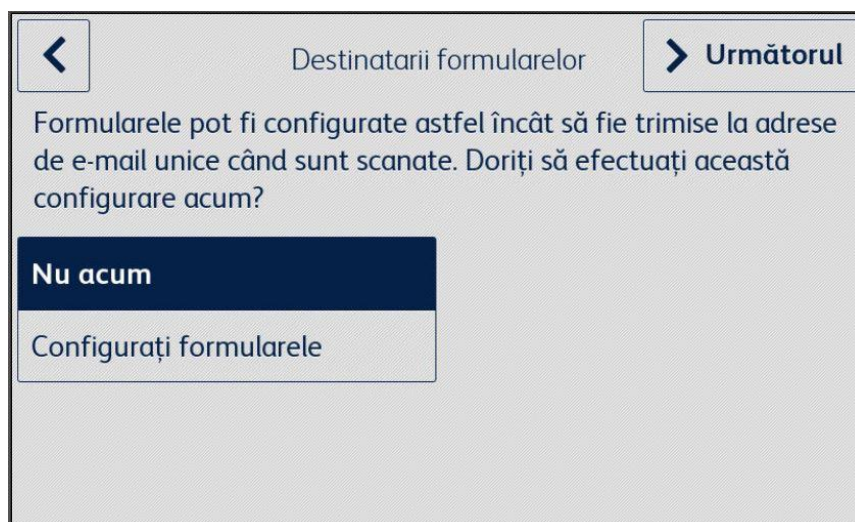 Destinatarii formularelor
Următorul
Formularele pot fi configurate astfel încât să fie trimise la adrese
de e-mail unice când sunt scanate. Doriți să efectuați această
configurare acum?
Nu acum
Configurați formularele